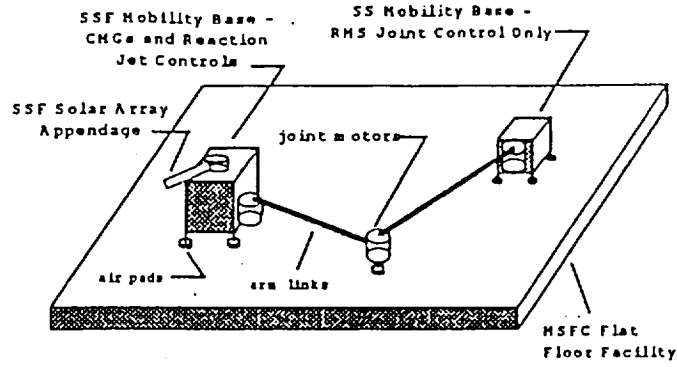 SSF Mobility Base -
CMGs and Reaction
Jet Controls
SS Mobility Base -
RMS Joint Control Only
SSF Solar Array
Appendage
joint motors
air pads
arm links
MSFC Flat
Floor Facility